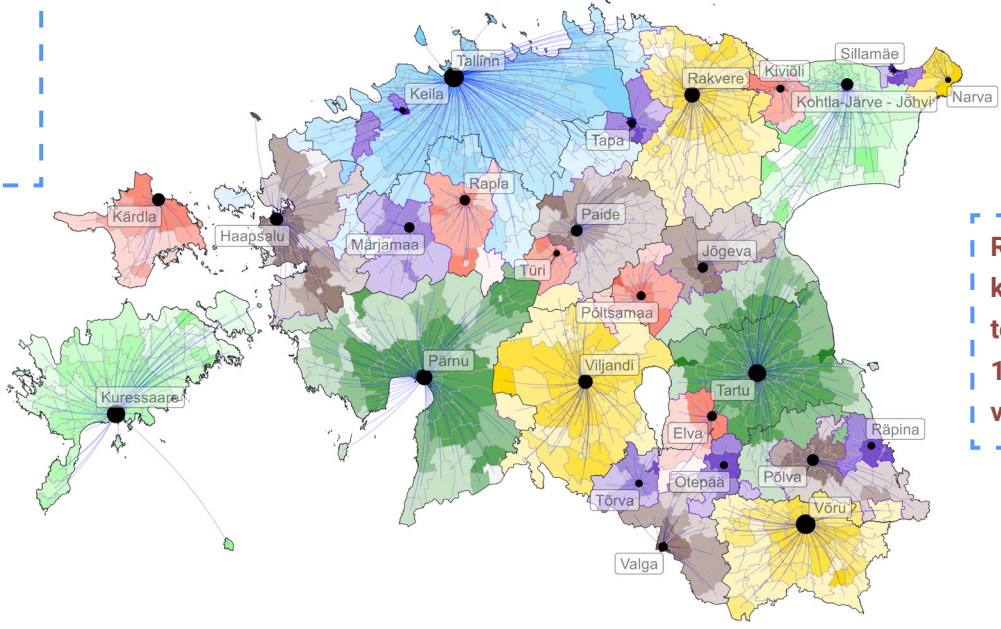 Tallinn
Sillamäe
Kiviõli
Rakvere
Keila
Narva
Kohtla-Järve - Jõhvi
Tapa
Rapla
Kärdla
Paide
Haapsalu
Märjamaa
Jõgeva
Türi
Põltsamaa
Pärnu
Viljandi
Tartu
Kuressaare
Elva
Räpina
Otepää
Põlva
Tõrva
Võru
Valga